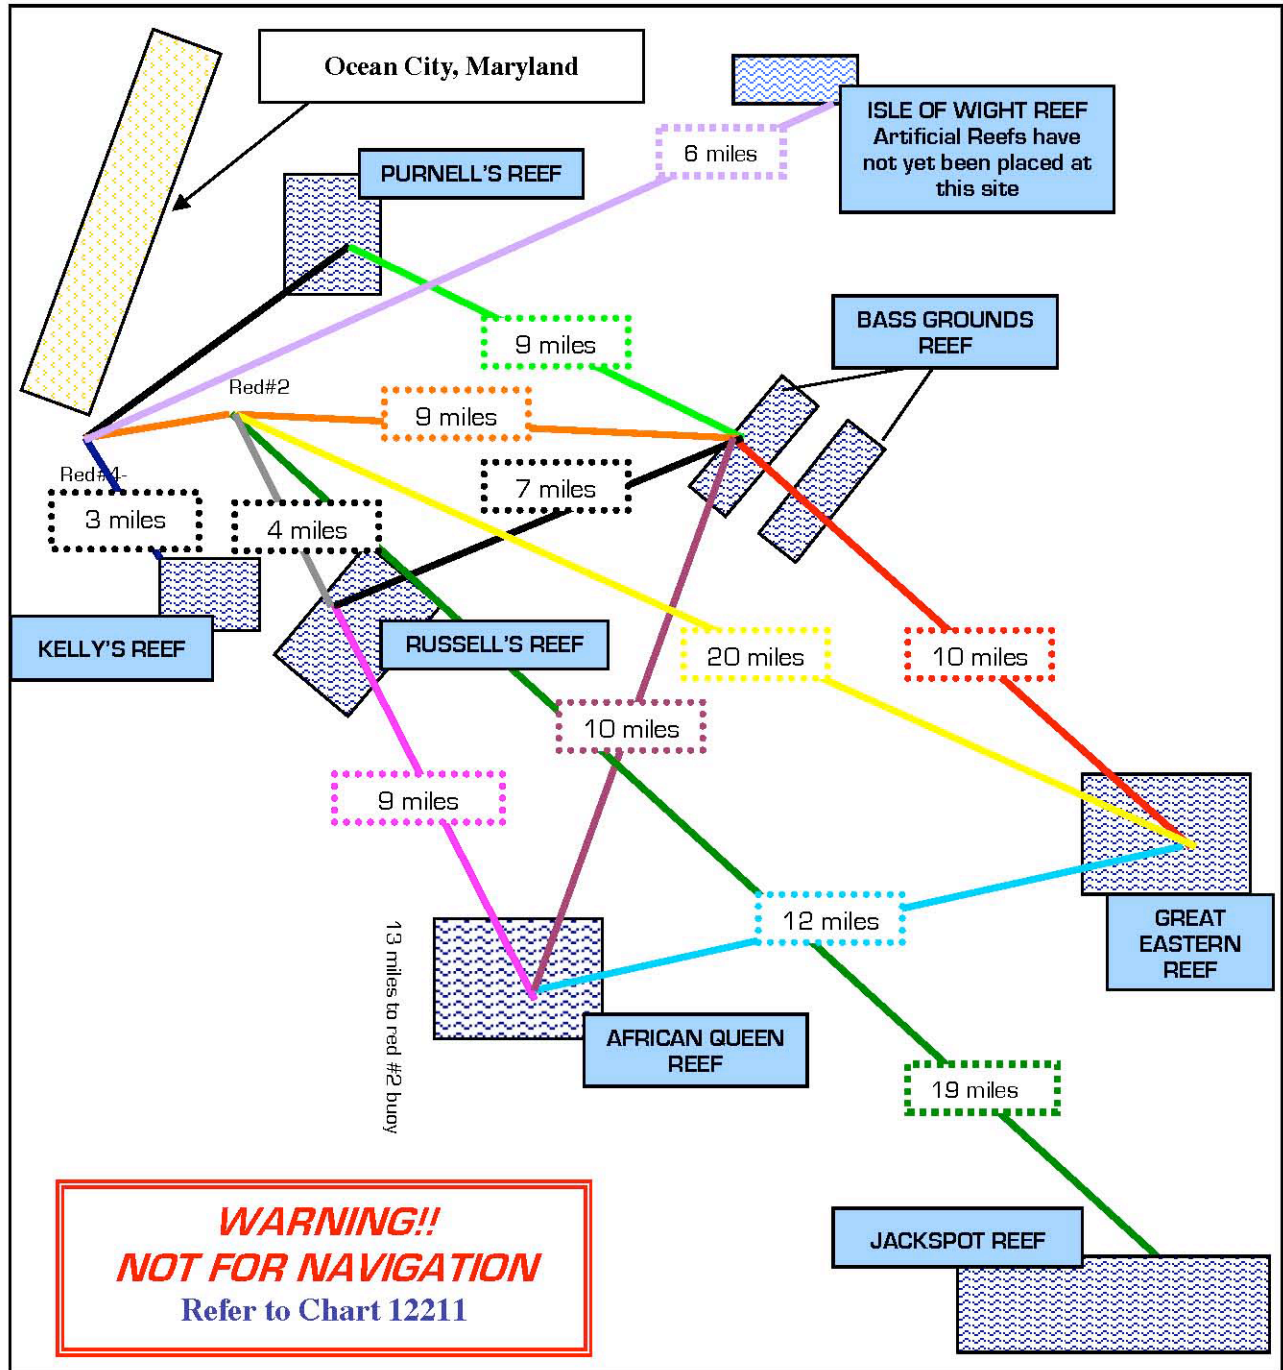 Ocean City, Maryland
ISLE OF WIGHT REEF
Artificial Reefs have
not yet been placed at
this site
6 miles
PURNELL'S REEF
BASS GROUNDS
REEF
9 miles
Red#2
9 miles
Red#4-
7 miles
3 miles
4 miles
KELLY'S REEF
RUSSELL'S REEF
20 miles
10 miles
10 miles
9 miles
12 miles
GREAT
EASTERN
REEF
13 miles to red #2 buoy
AFRICAN QUEEN
REEF
19 miles
WARNING!!
NOT FOR NAVIGATION
Refer to Chart 12211
JACKSPOT REEF